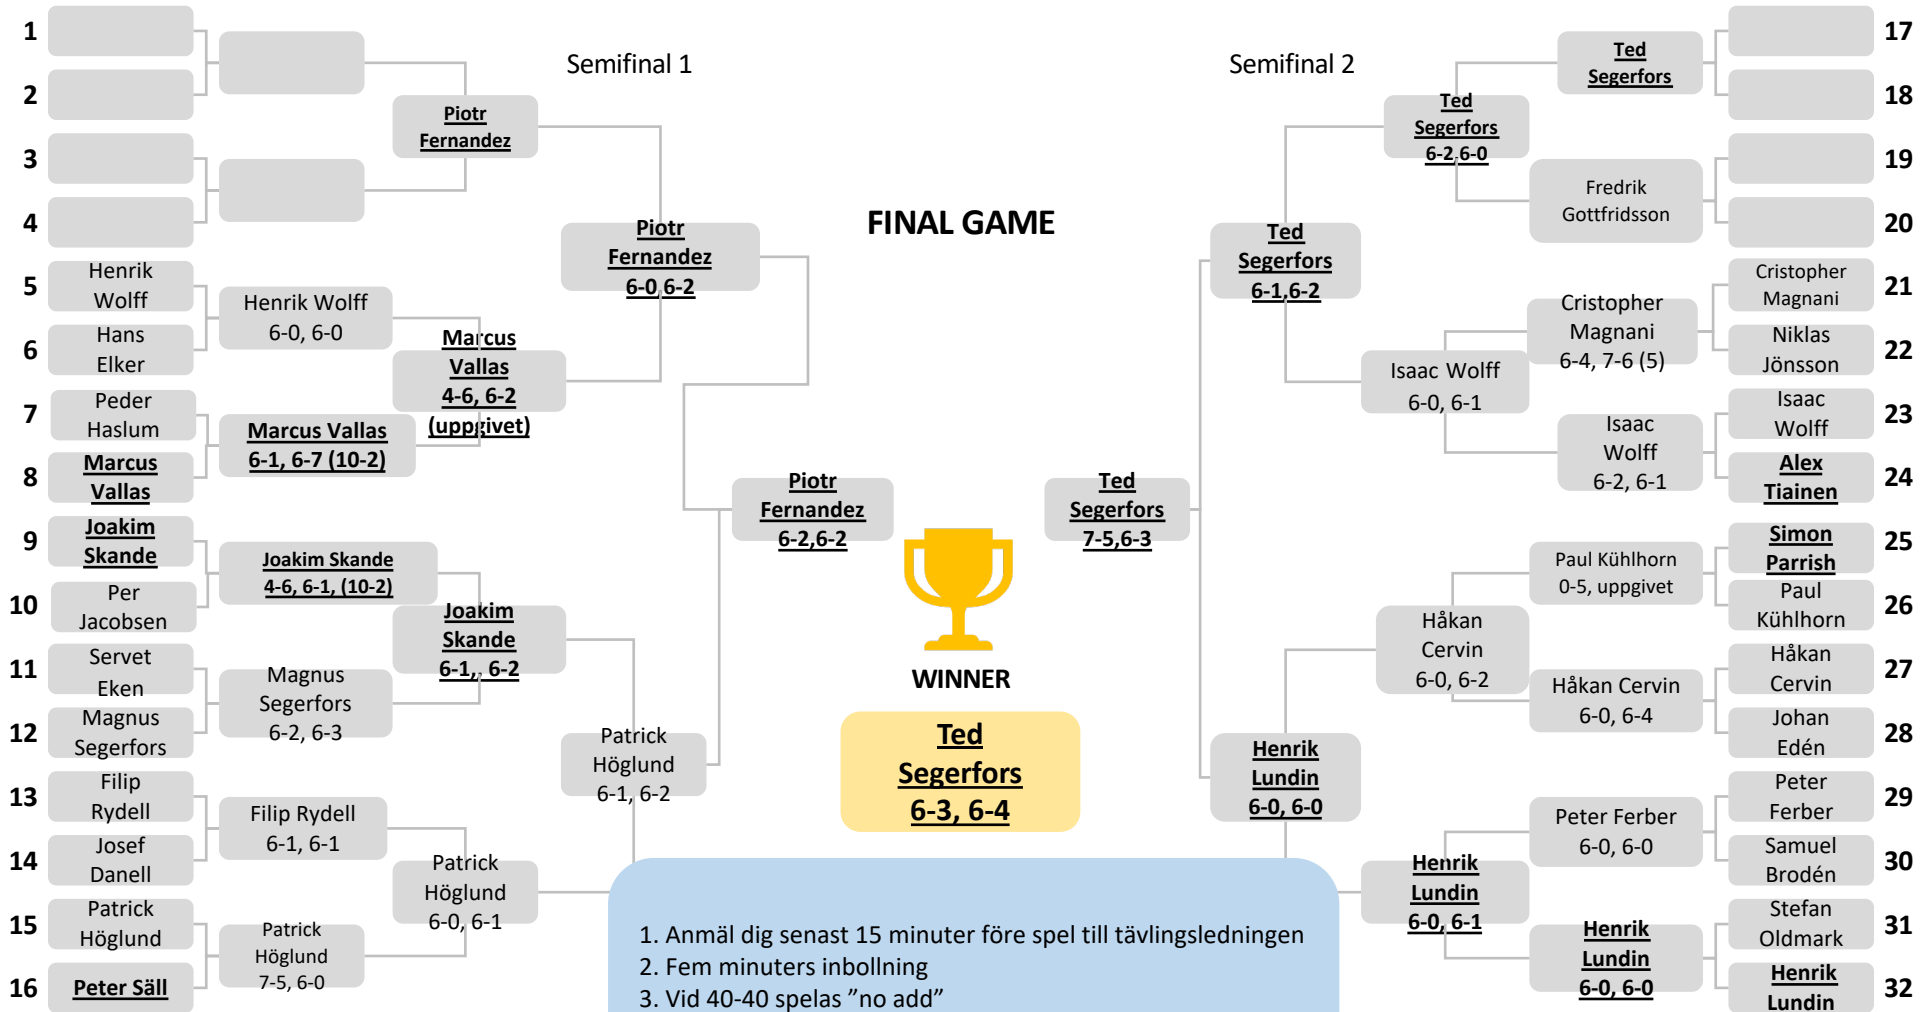 1
2
3
4
5
6
7
8
9
10
11
12
13
14
15
16
Henrik
Wolff
Hans
Elker
Peder
Haslum
Marcus
Vallas
Joakim
Skande
Per
Jacobsen
Servet
Eken
Magnus
Segerfors
Filip
Rydell
Josef
Danell
Patrick
Höglund
Peter Säll
Henrik Wolff
6-0, 6-0
Marcus Vallas
6-1, 6-7 (10-2)
Joakim Skande
4-6, 6-1, (10-2)
Magnus
Segerfors
6-2, 6-3
Filip Rydell
6-1, 6-1
Patrick
Höglund
7-5, 6-0
Piotr
Fernandez
Marcus
Vallas
4-6, 6-2
(uppgivet)
Joakim
Skande
6-1,, 6-2
Patrick
Höglund
6-0, 6-1
Semifinal 1
Piotr
Fernandez
6-0,6-2
Patrick
Höglund
6-1, 6-2
Piotr
Fernandez
6-2,6-2
FINAL GAME
WINNER
Ted
Segerfors
6-3, 6-4
1. Anmäl dig senast 15 minuter före spel till tävlingsledningen
2. Fem minuters inbollning
3. Vid 40-40 spelas ”no add”
Ted
Segerfors
7-5,6-3
Semifinal 2
Ted
Segerfors
6-1,6-2
Henrik
Lundin
6-0, 6-0
Ted
Segerfors
6-2,6-0
Isaac Wolff
6-0, 6-1
Håkan
Cervin
6-0, 6-2
Henrik
Lundin
6-0, 6-1
Ted
Segerfors
Fredrik
Gottfridsson
Cristopher
Magnani
6-4, 7-6 (5)
Isaac
Wolff
6-2, 6-1
Paul Kühlhorn
0-5, uppgivet
Håkan Cervin
6-0, 6-4
Peter Ferber
6-0, 6-0
Henrik
Lundin
6-0, 6-0
Cristopher
Magnani
Niklas
Jönsson
Isaac
Wolff
Alex
Tiainen
Simon
Parrish
Paul
Kühlhorn
Håkan
Cervin
Johan
Edén
Peter
Ferber
Samuel
Brodén
Stefan
Oldmark
Henrik
Lundin
17
18
19
20
21
22
23
24
25
26
27
28
29
30
31
32